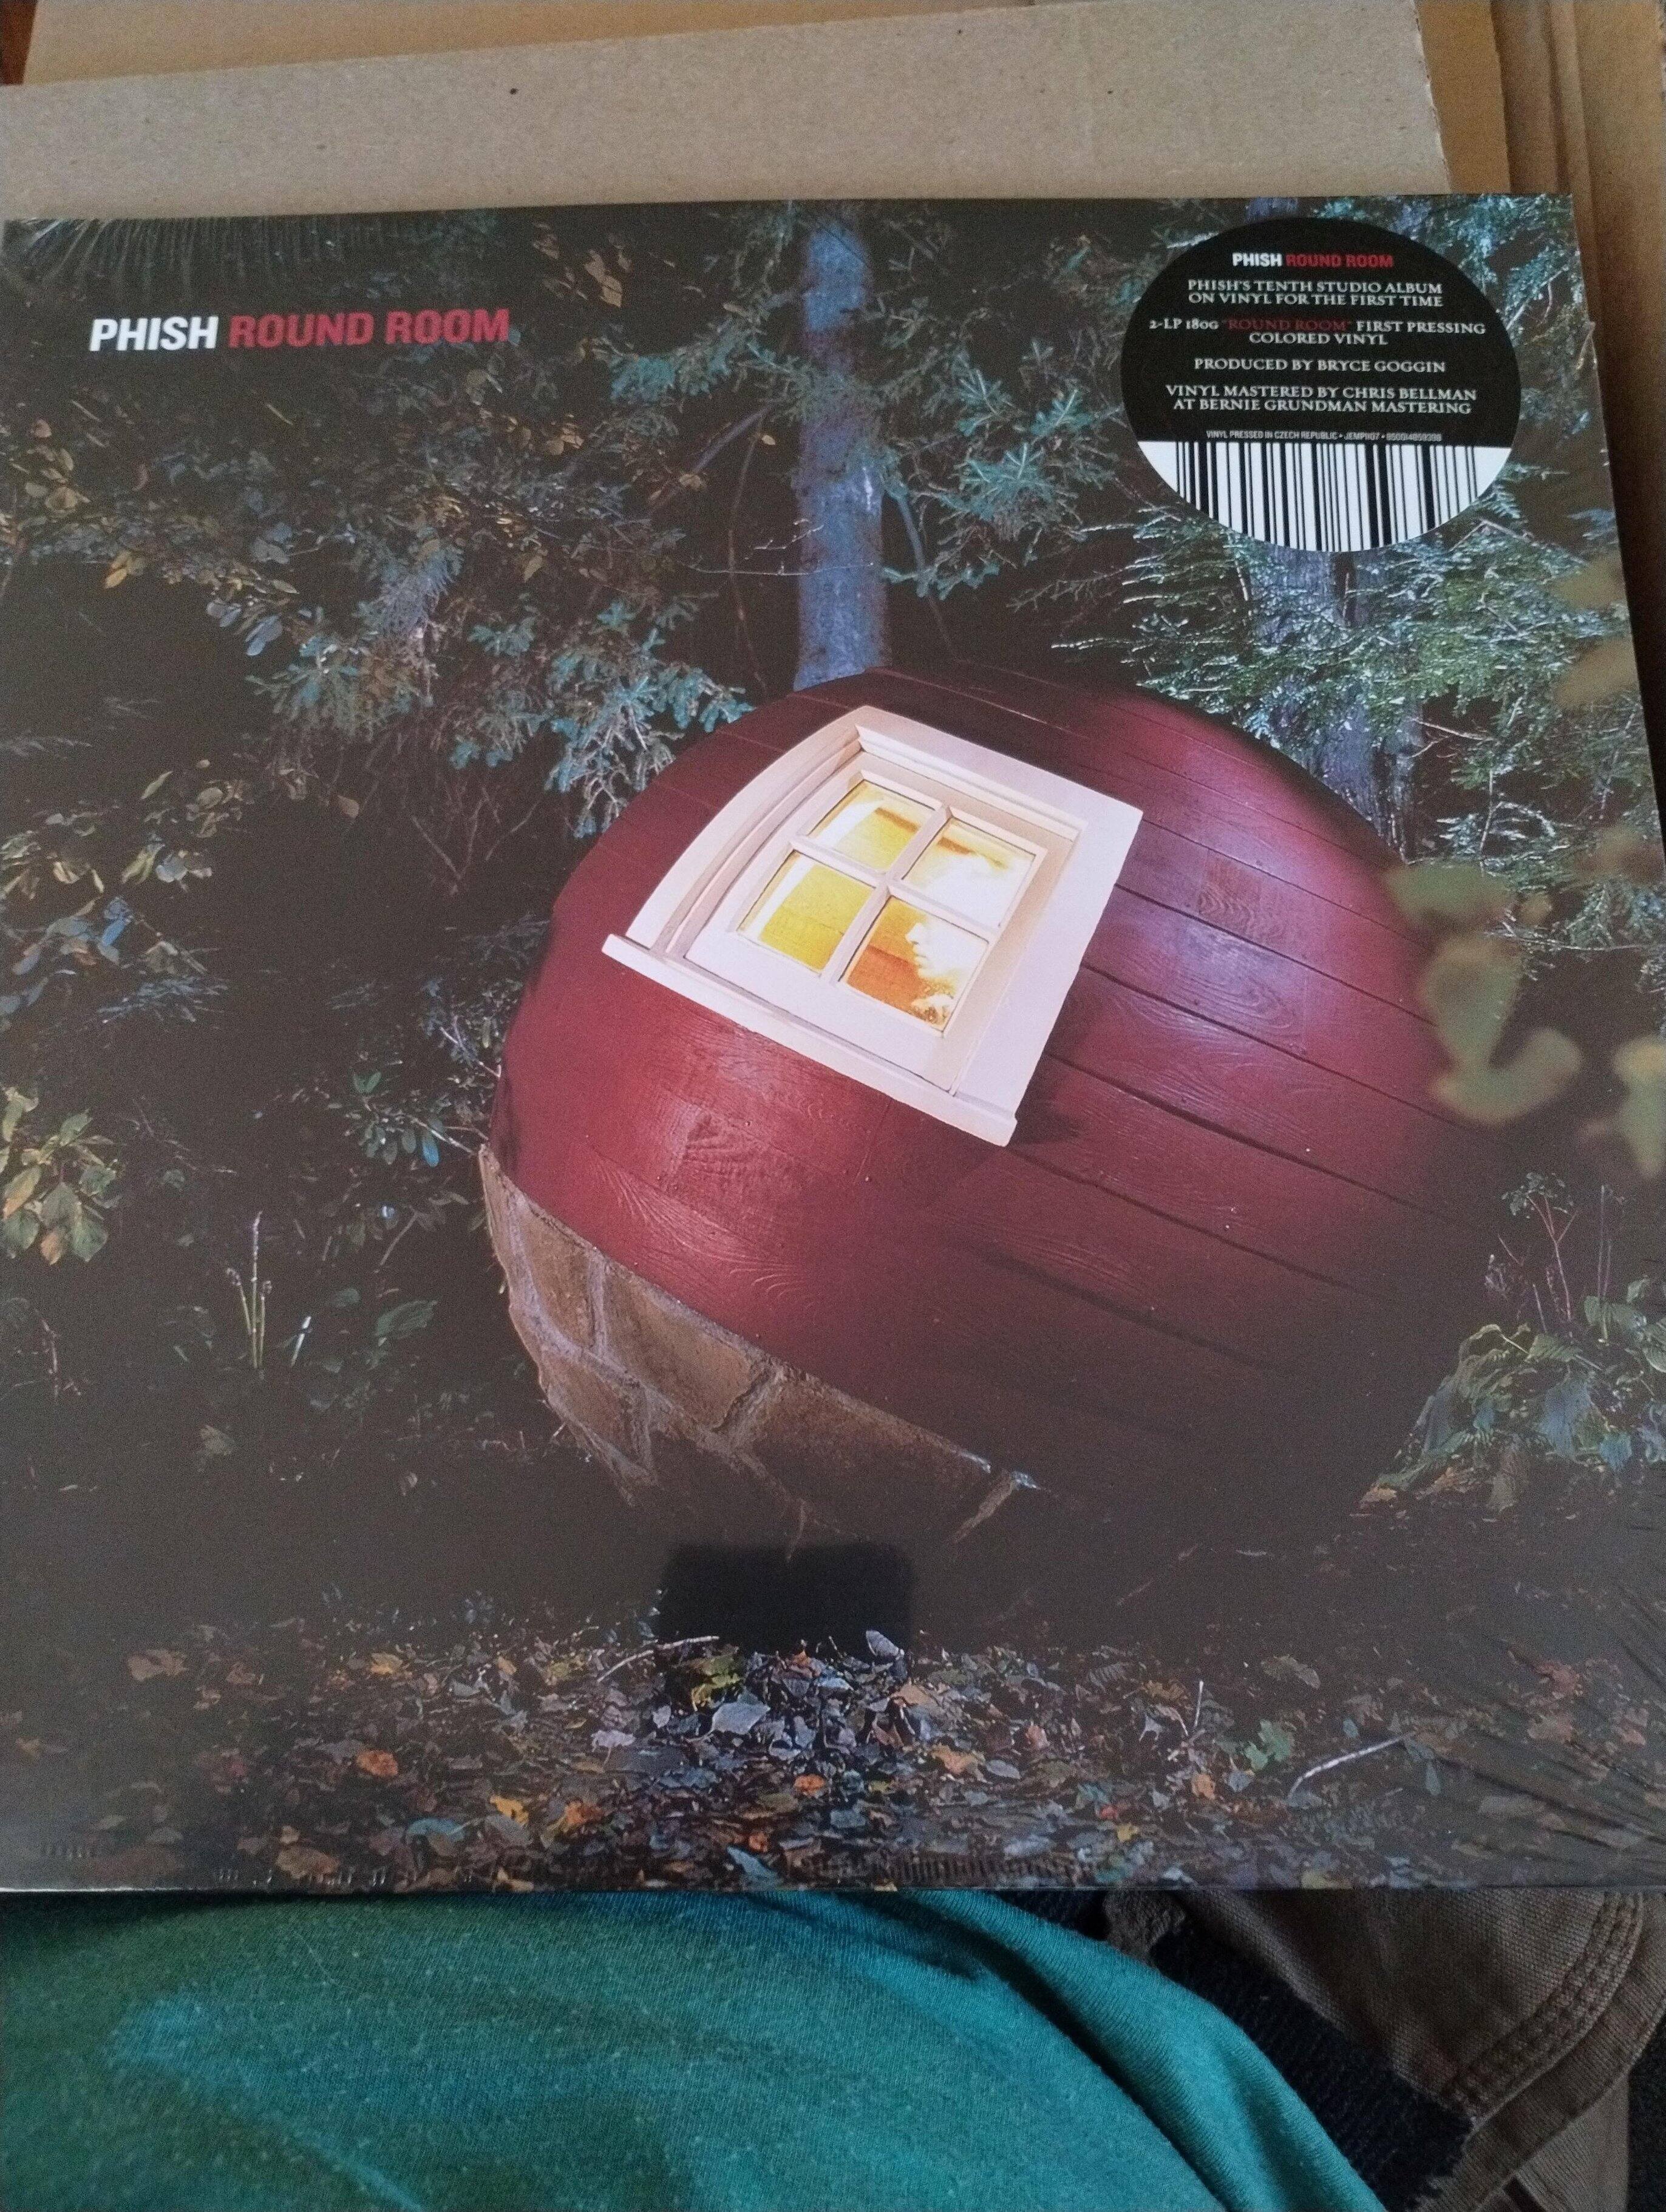 PHISH ROUND ROOM
PHISH ROUND ROOM
PHISH'S TENTH STUDIO ALBUM
ON VINYL FOR THE FIRST TIME
2-LP 180G "ROUND ROOM" FIRST PRESSING
COLORED VINYL
PRODUCED BY BRYCE GOGGIN
VINYL MASTERED BY CHRIS BELLMAN
AT BERNIE GRUNDMAN MASTERING
VINYL PRESSED IN CZECH REPUBLIC • JEMP1107 •